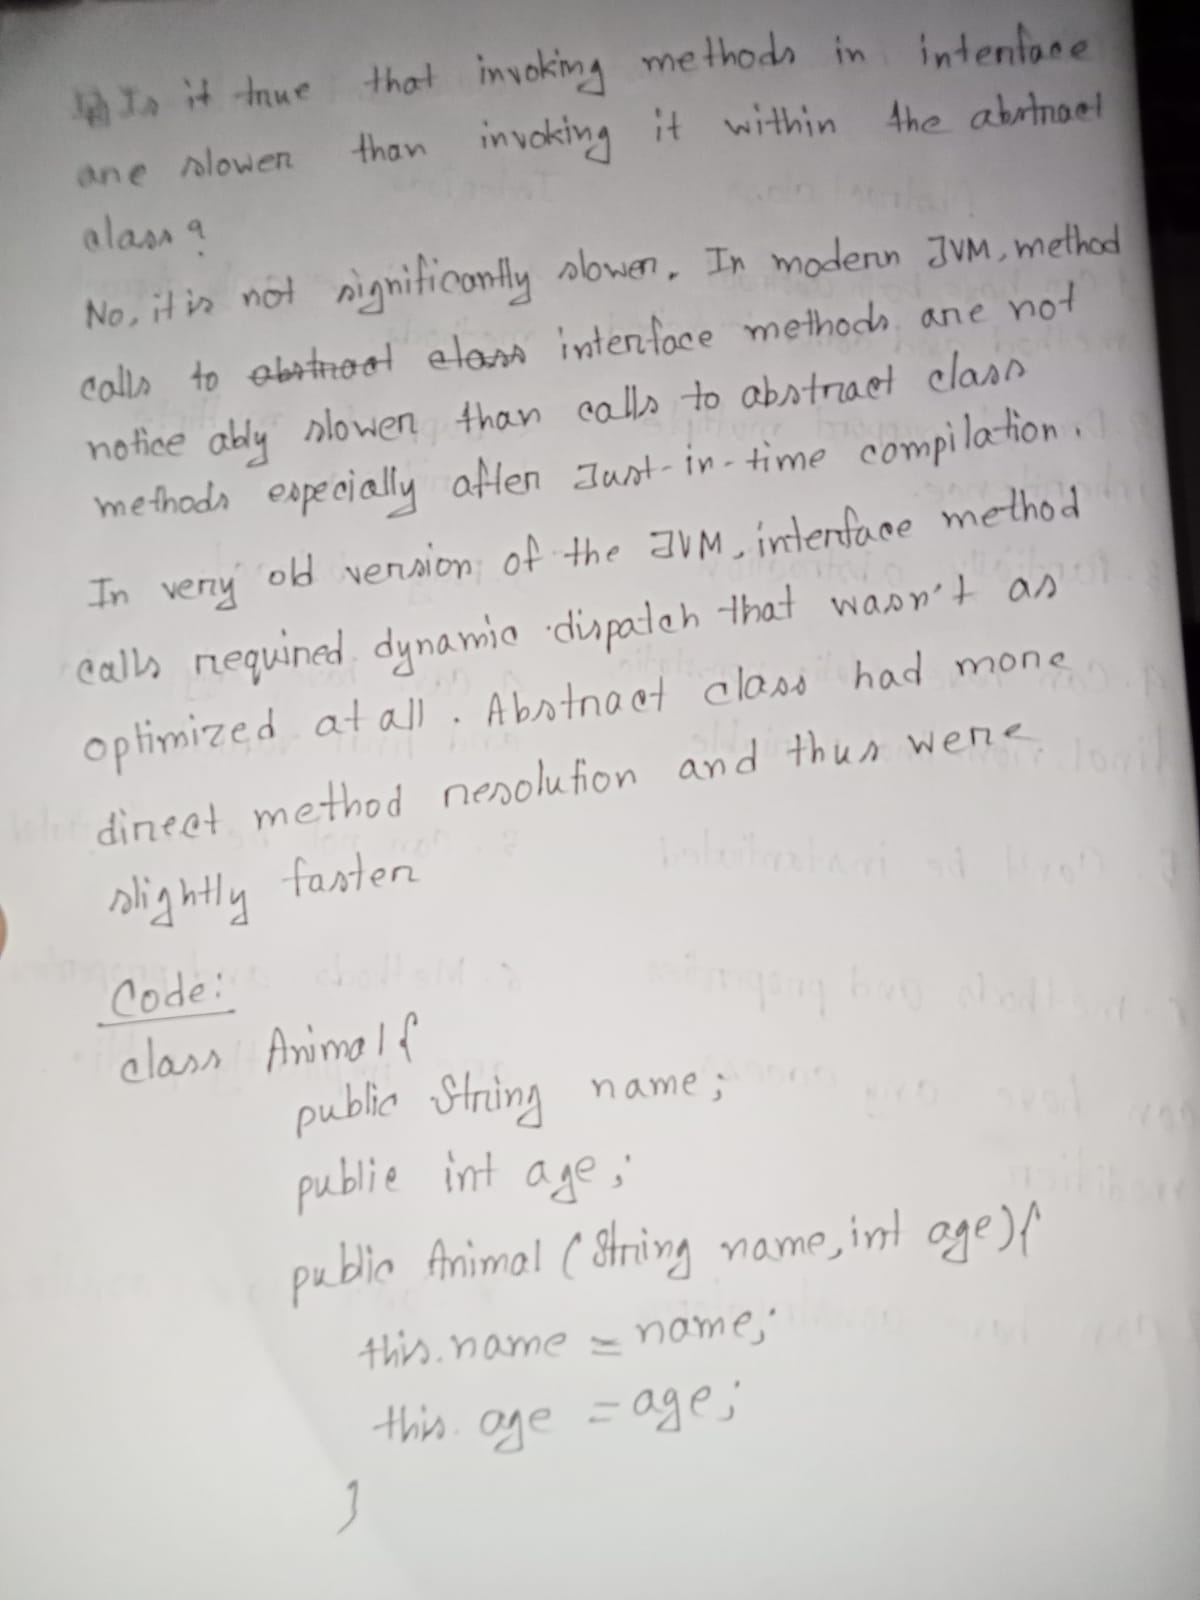 Is it true that invoking methods in interface
are slower than invoking it within the abstract
class?
No, it is not significantly slower. In modern JVM, method
calls to abstract class interface methods are not
notice ably slower than calls to abstract class
methods especially after Just-in-time compilation.
In very old version of the JVM, interface method
calls required dynamic dispatch that wasn't as
optimized at all. Abstract class had more
direct method resolution and thus were
slightly faster
Code:
class Animal{
public String name;
public int age;
public Animal (String name, int age){
this.name = name;
this.age = age;
}